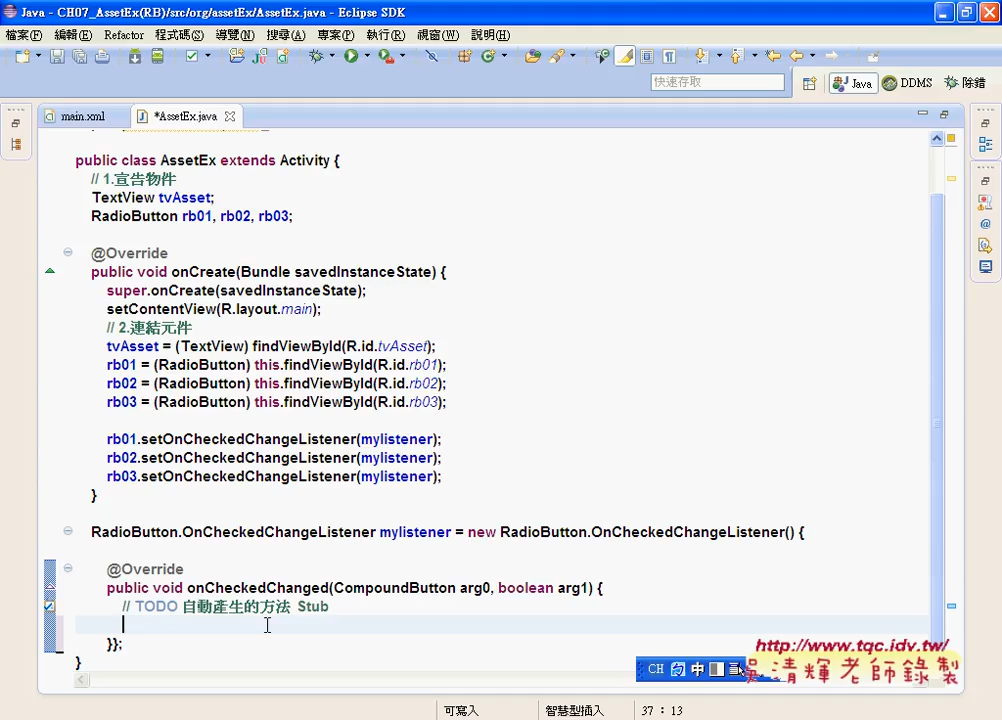 Java - CH07_AssetEx(RB)/src/org/assetEx/AssetEx.java - Eclipse SDK
檔案(F) 編輯(E) Refactor 程式碼(S) 導覽(N) 搜尋(A) 專案(P) 執行(R) 視窗(W) 說明(H)
快速存取 Java DDMS 除錯
main.xml *AssetEx.java
public class AssetEx extends Activity {
// 1.宣告物件
TextView tvAsset;
RadioButton rb01, rb02, rb03;
@Override
public void onCreate(Bundle savedInstanceState) {
super.onCreate(savedInstanceState);
setContentView(R.layout.main);
// 2.連結元件
tvAsset = (TextView) findViewById(R.id.tvAsset);
rb01 = (RadioButton) this.findViewById(R.id.rb01);
rb02 = (RadioButton) this.findViewById(R.id.rb02);
rb03 = (RadioButton) this.findViewById(R.id.rb03);
rb01.setOnCheckedChangeListener(mylistener);
rb02.setOnCheckedChangeListener(mylistener);
rb03.setOnCheckedChangeListener(mylistener);
}
RadioButton.OnCheckedChangeListener mylistener = new RadioButton.OnCheckedChangeListener() {
@Override
public void onCheckedChanged(CompoundButton arg0, boolean arg1) {
// TODO 自動產生的方法 Stub
}};
}
http://www.tqc.idv.tw/
CH 中
吳清輝老師錄製
可寫入 智慧型插入 37 : 13